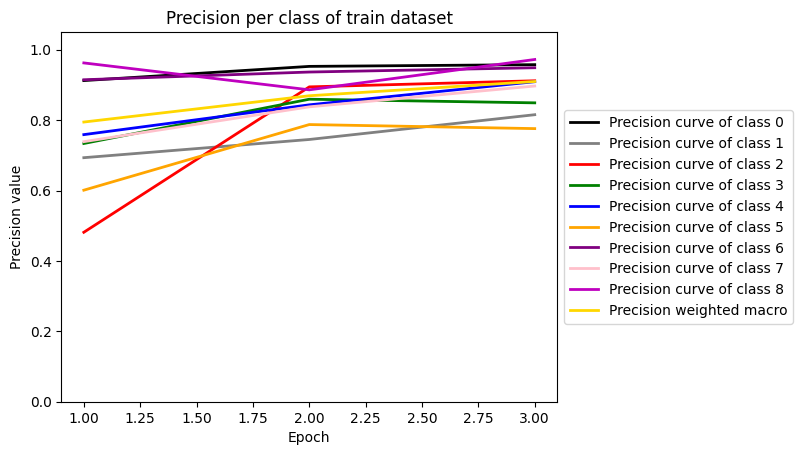 Precision per class of train dataset
Precision value
1.0
0.8
0.6
0.4
0.2
0.0
1.00 1.25 1.50 1.75 2.00 2.25 2.50 2.75 3.00
Epoch
Precision curve of class 0
Precision curve of class 1
Precision curve of class 2
Precision curve of class 3
Precision curve of class 4
Precision curve of class 5
Precision curve of class 6
Precision curve of class 7
Precision curve of class 8
Precision weighted macro